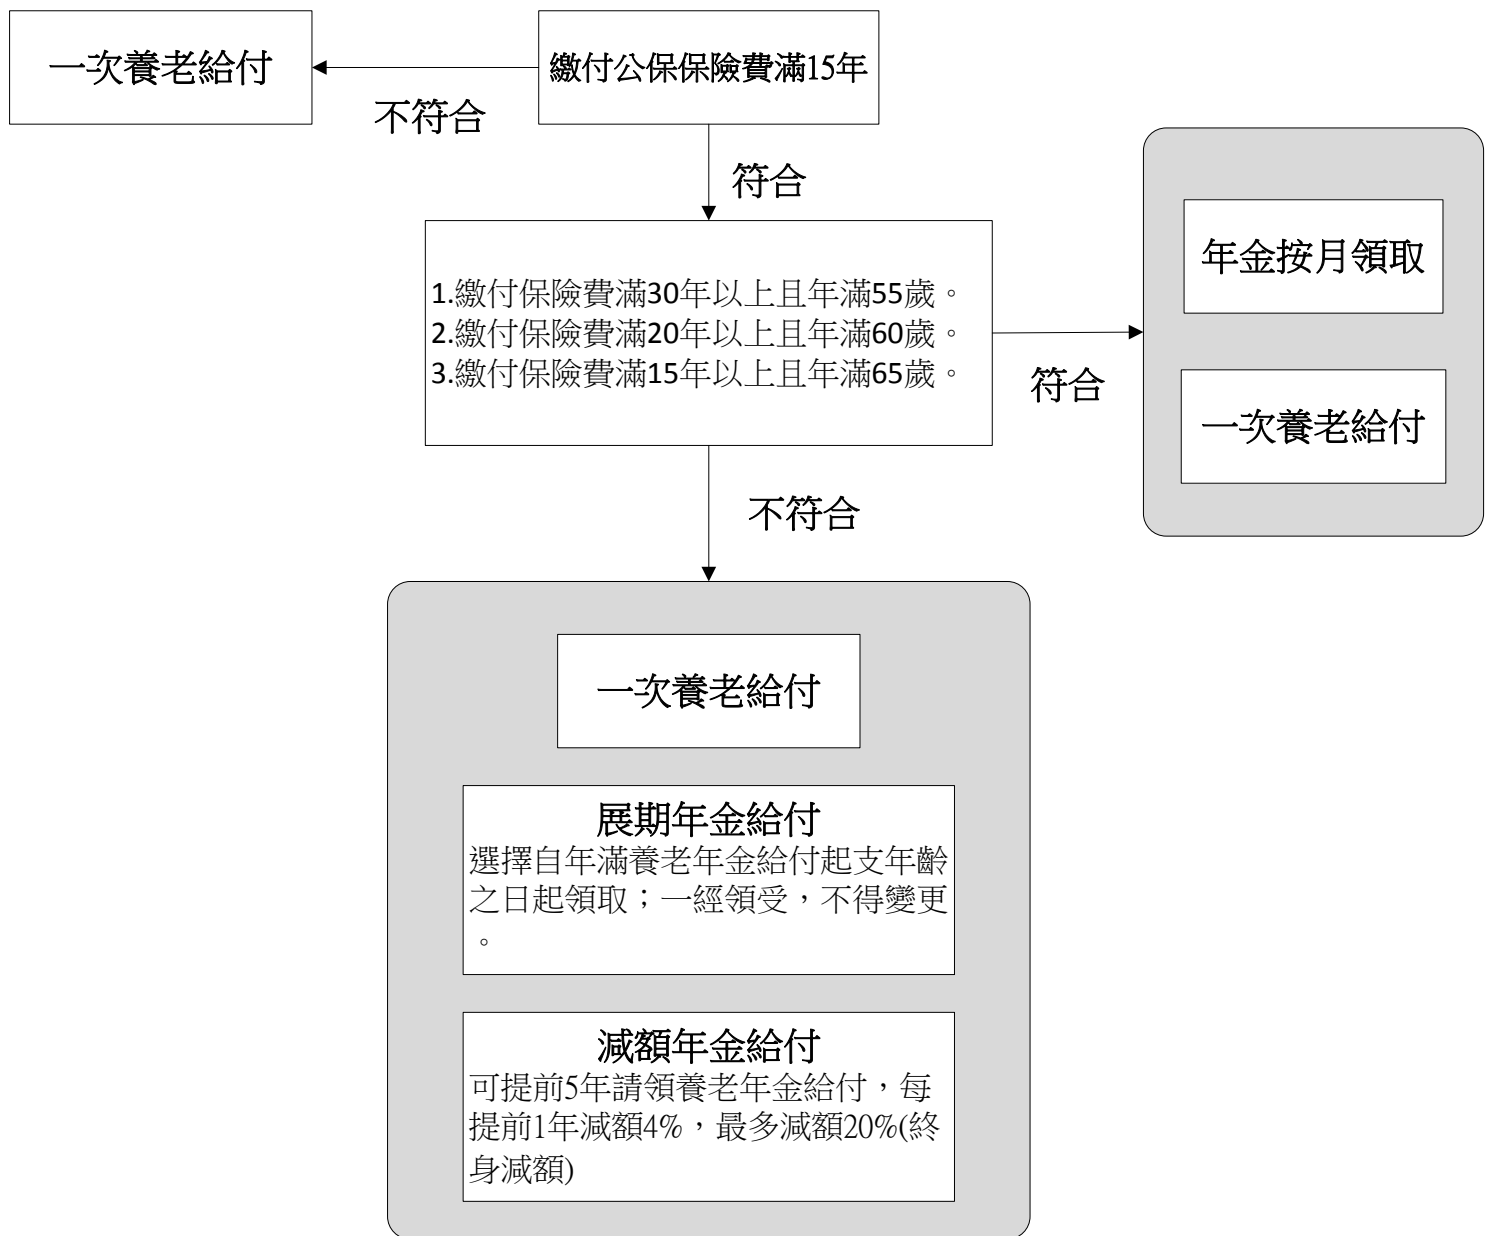 一次養老給付
繳付公保保險費滿15年
不符合
符合
1.繳付保險費滿30年以上且年滿55歲。
2.繳付保險費滿20年以上且年滿60歲。
3.繳付保險費滿15年以上且年滿65歲。
符合
年金按月領取
一次養老給付
不符合
一次養老給付
展期年金給付
選擇自年滿養老年金給付起支年齡
之日起領取；一經領受，不得變更
。
減額年金給付
可提前5年請領養老年金給付，每
提前1年減額4%，最多減額20%(終
身減額)